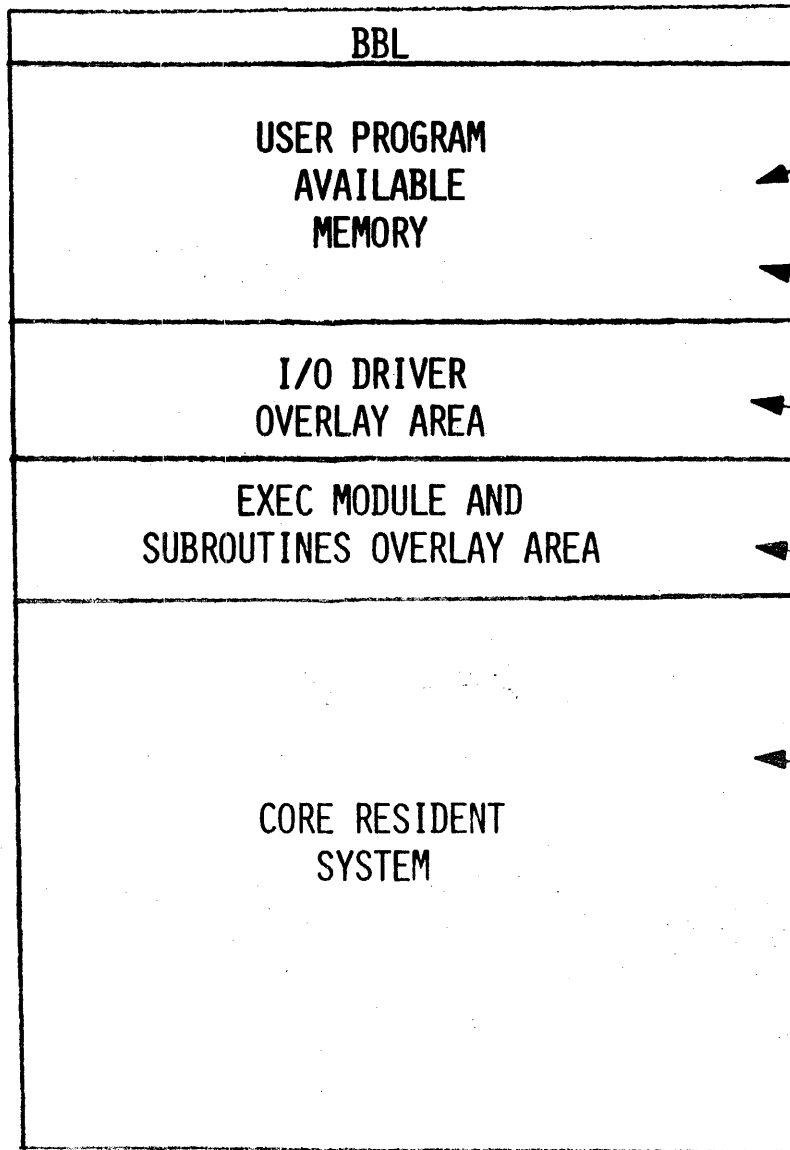 BBL
USER PROGRAM
AVAILABLE
MEMORY
I/O DRIVER
OVERLAY AREA
EXEC MODULE AND
SUBROUTINES OVERLAY AREA
CORE RESIDENT
SYSTEM